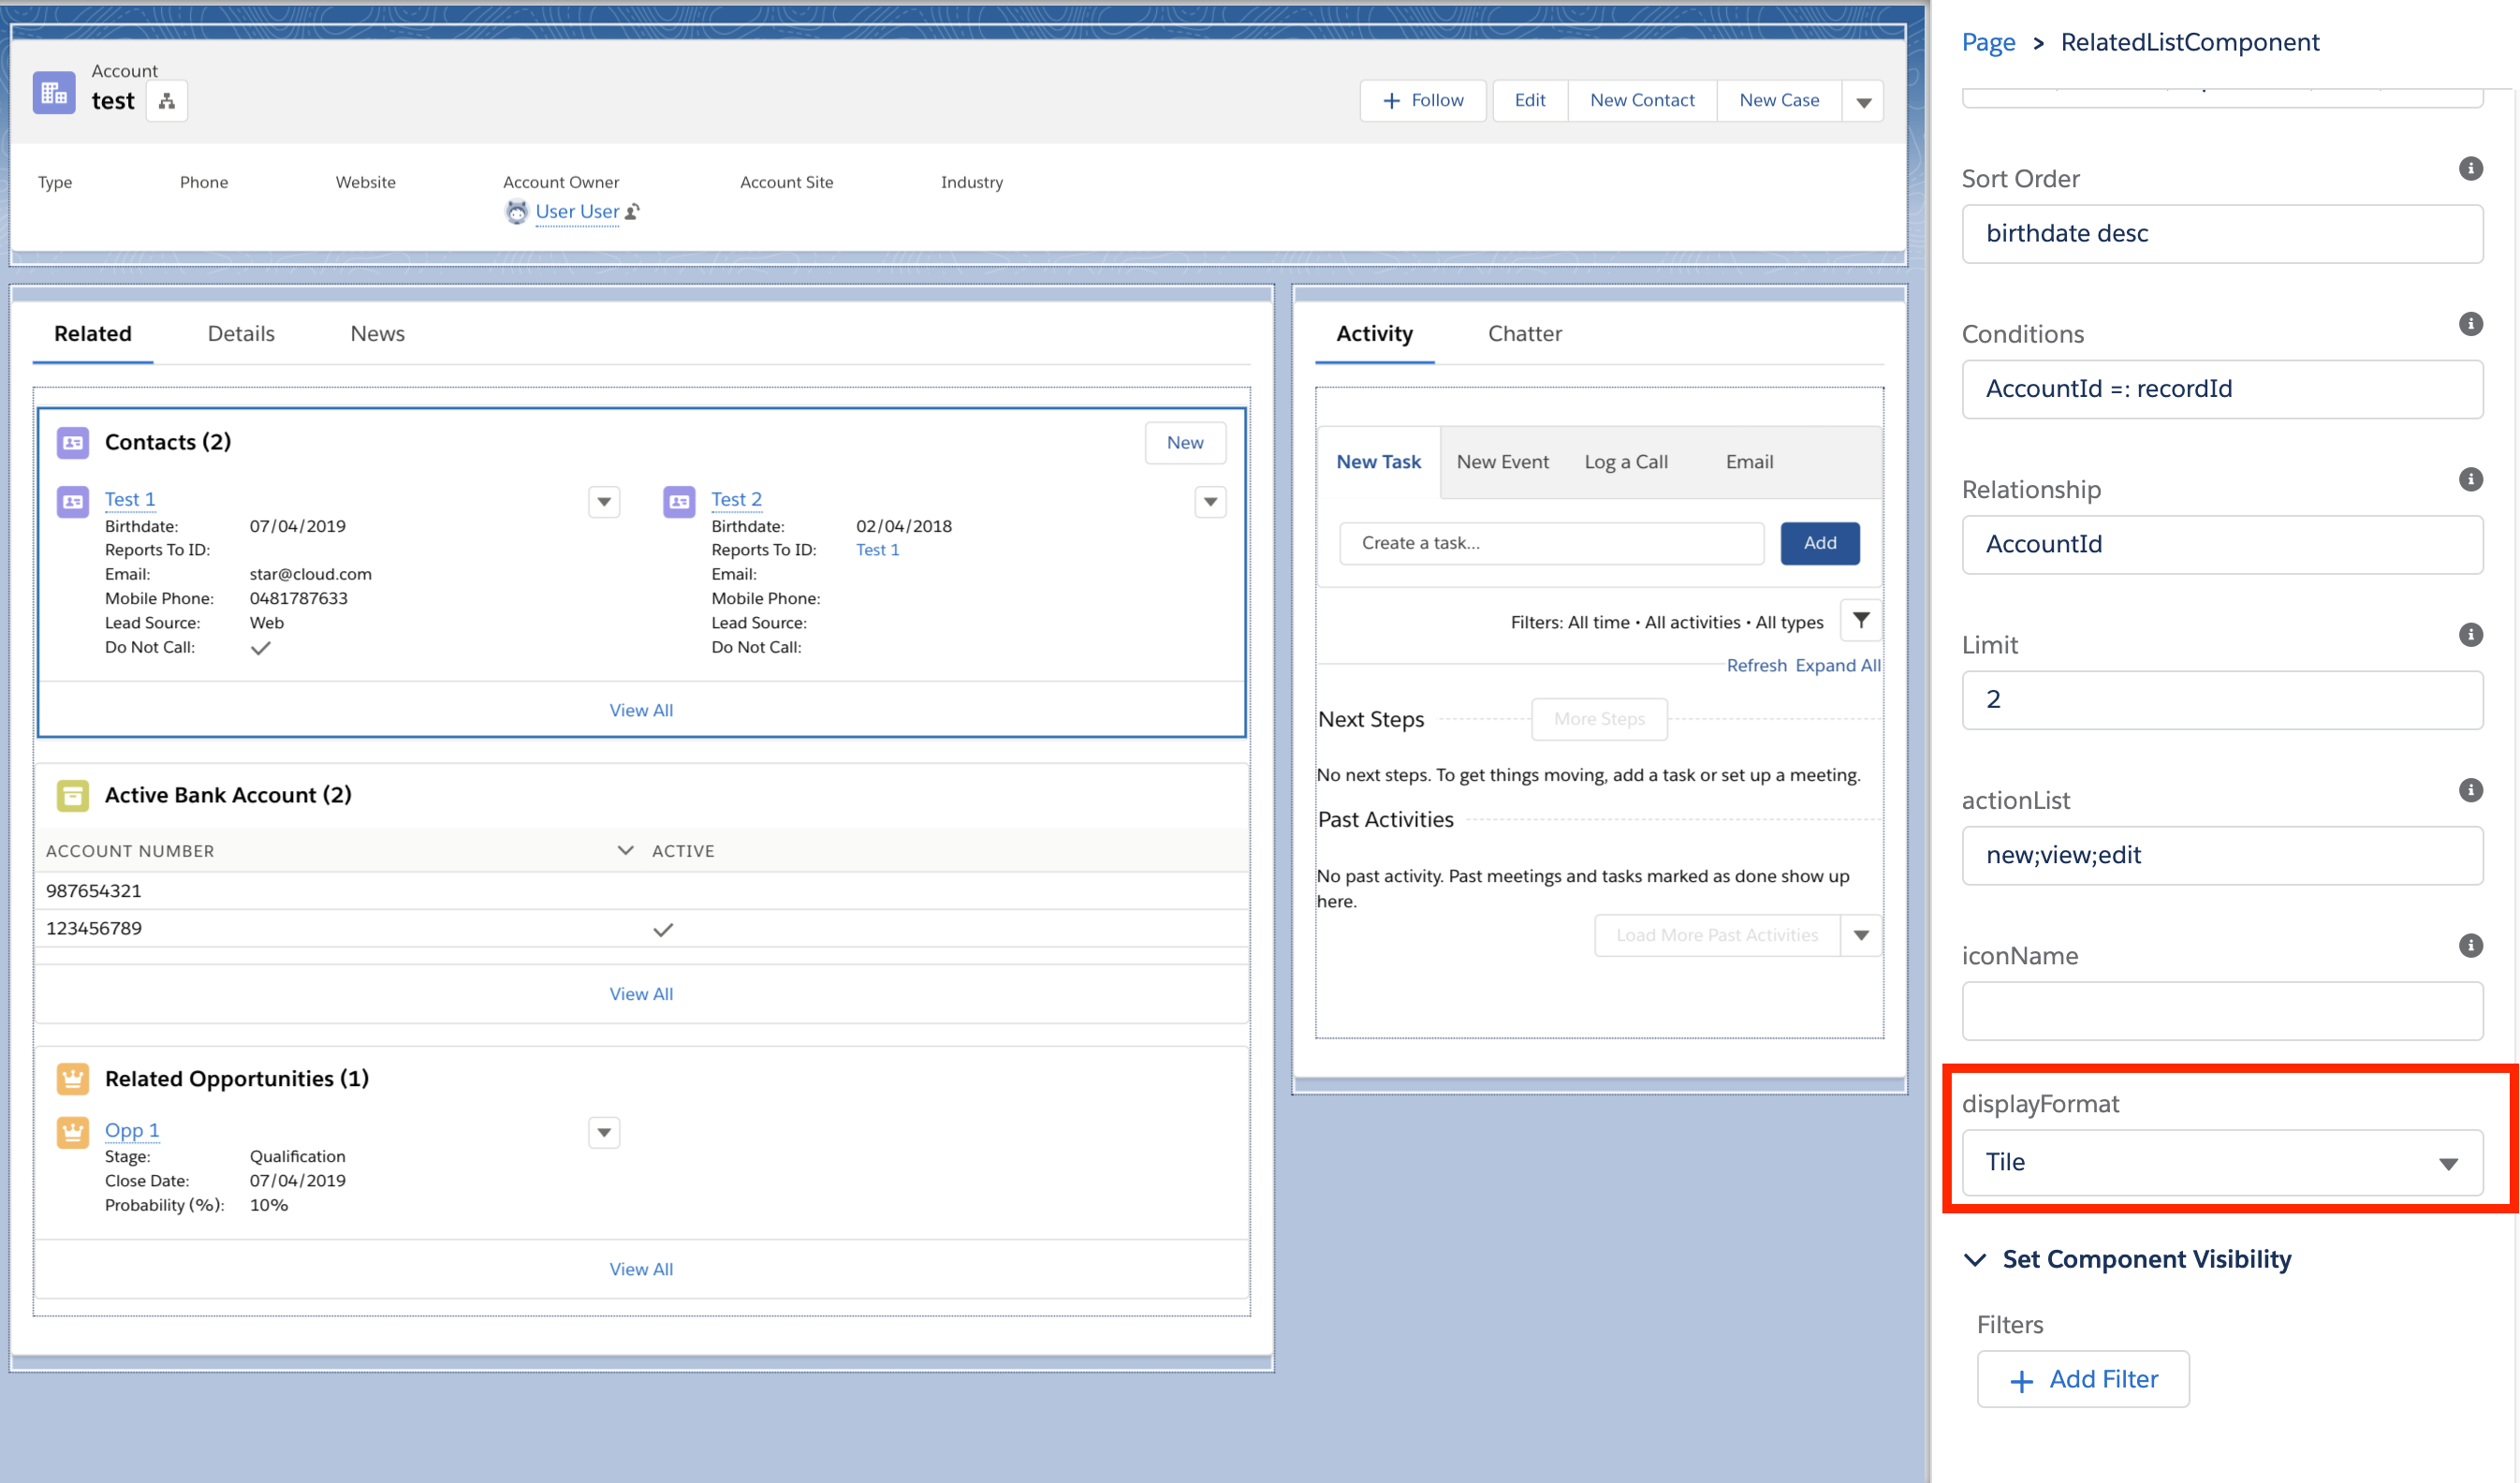 Account
test
Follow
Edit
New Contact
New Case
Type
Phone
Website
Account Owner
Account Site
Industry
User User
Related
Details
News
Contacts (2)
New
Test 1
Birthdate: 07/04/2019
Reports To ID:
Email: star@cloud.com
Mobile Phone: 0481787633
Lead Source: Web
Do Not Call:
Test 2
Birthdate: 02/04/2018
Reports To ID: Test 1
Email:
Mobile Phone:
Lead Source:
Do Not Call:
View All
Active Bank Account (2)
ACCOUNT NUMBER ACTIVE
987654321
123456789
View All
Related Opportunities (1)
Opp 1
Stage: Qualification
Close Date: 07/04/2019
Probability (%): 10%
View All
Activity
Chatter
New Task
New Event
Log a Call
Email
Create a task...
Add
Filters: All time • All activities • All types
Refresh Expand All
Next Steps
More Steps
No next steps. To get things moving, add a task or set up a meeting.
Past Activities
No past activity. Past meetings and tasks marked as done show up
here.
Load More Past Activities
Page > RelatedListComponent
Sort Order
birthdate desc
Conditions
AccountId =: recordId
Relationship
AccountId
Limit
2
actionList
new;view;edit
iconName
displayFormat
Tile
Set Component Visibility
Filters
Add Filter